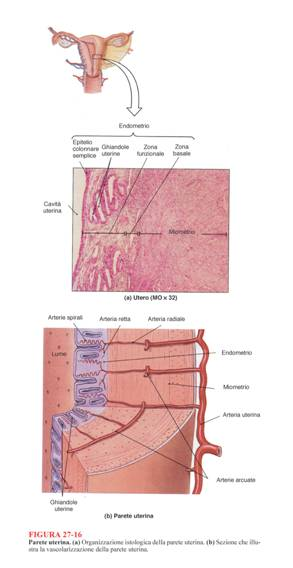 Endometrio
Epitelio
colonnare
semplice
Ghiandole
uterine
Zona
funzionale
Zona
basale
Cavità
uterina
Miometrio
(a) Utero (MO x 32)
Arterie spirali
Arteria retta
Arteria radiale
Lume
Endometrio
Miometrio
Arteria uterina
Arterie arcuate
Ghiandole
uterine
(b) Parete uterina
FIGURA 27-16
Parete uterina. (a) Organizzazione istologica della parete uterina. (b) Sezione che illu-
stra la vascolarizzazione della parete uterina.